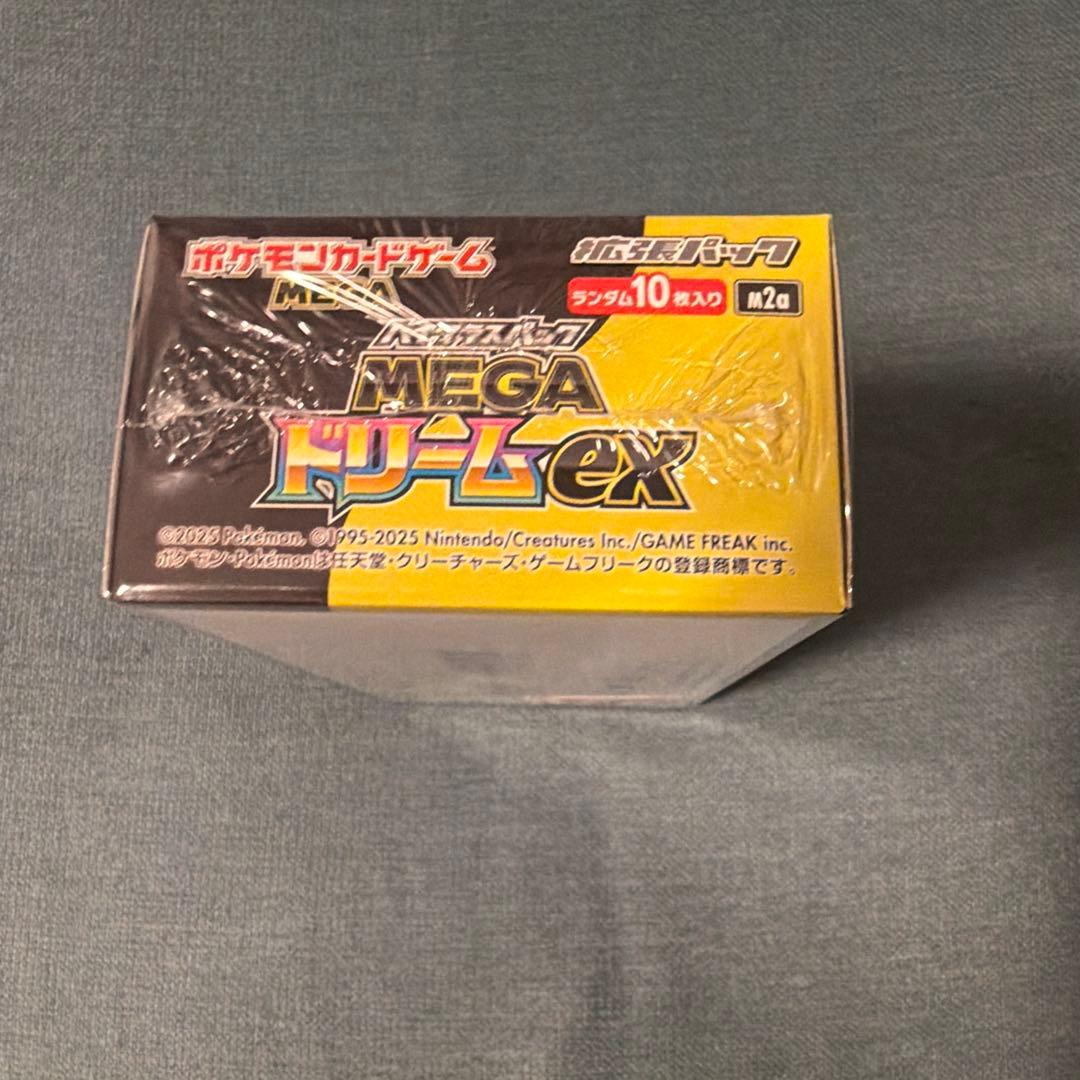 ポケモンカードゲーム
MEGA
拡張パック
ランダム10枚入り
M2a
ハイクラスパック
MEGA
ドリームex
©2025 Pokémon. ©1995-2025 Nintendo/Creatures Inc./GAME FREAK inc.
ポケモン・Pokémonは任天堂・クリーチャーズ・ゲームフリークの登録商標です。